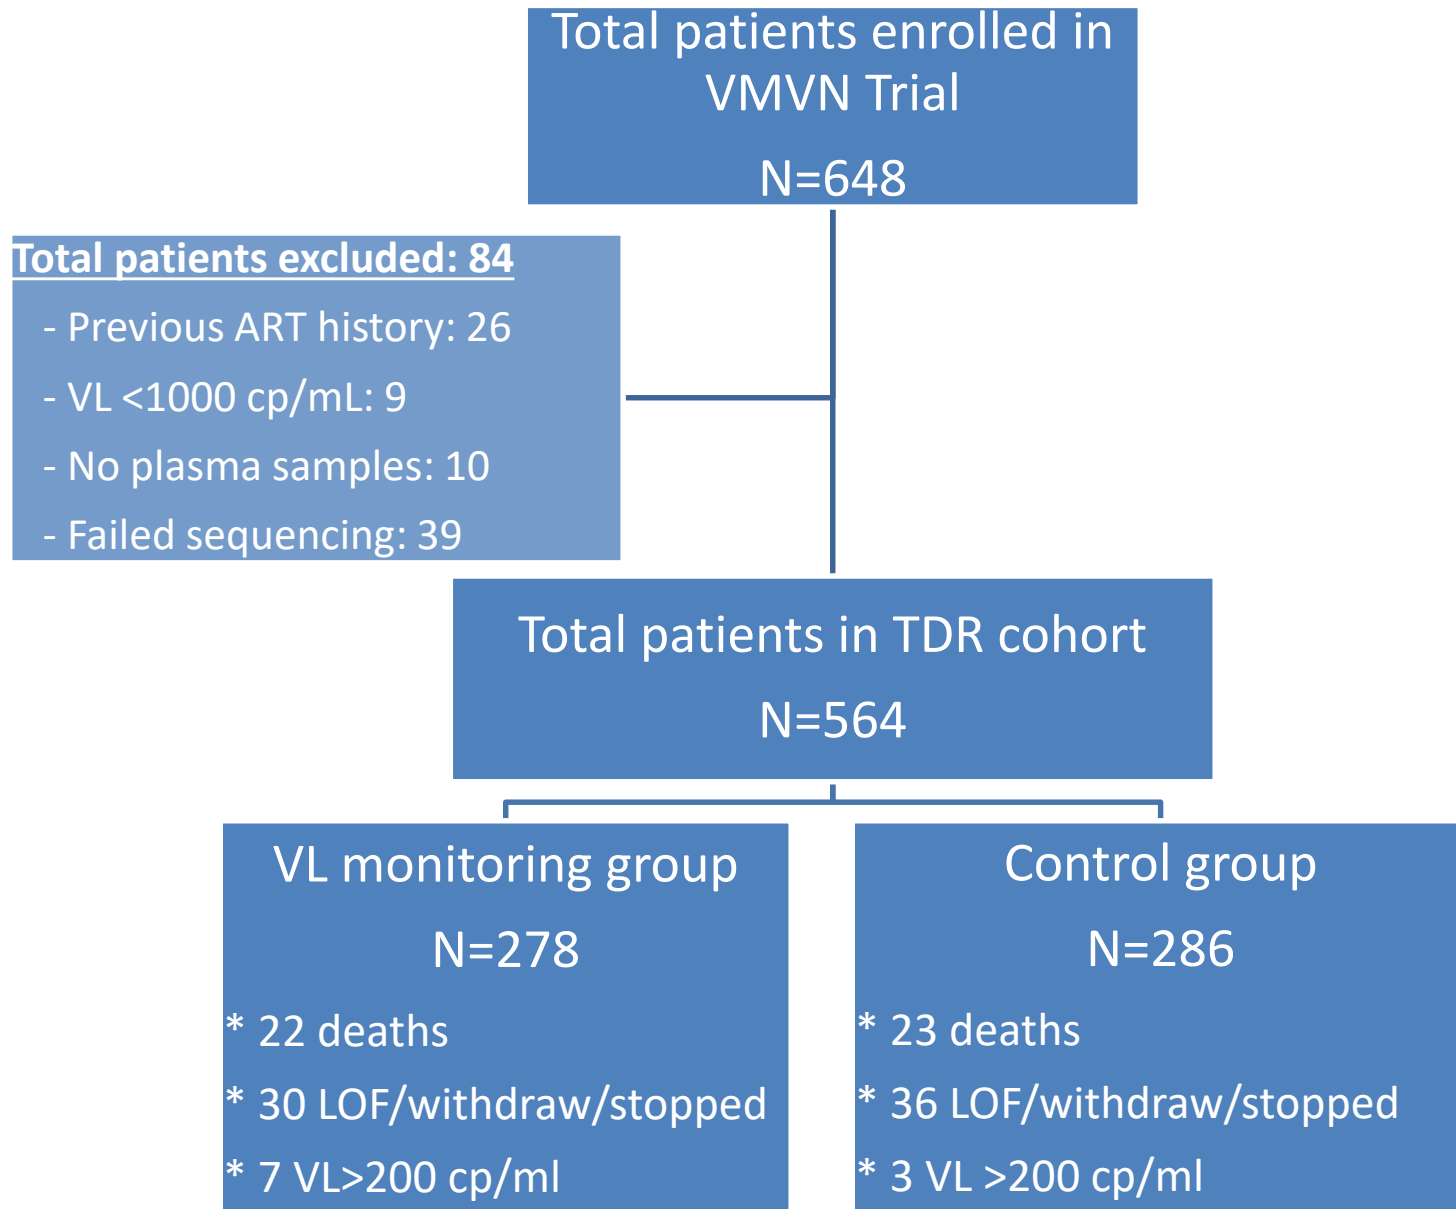 Total patients enrolled in
VMVN Trial
N=648
Total patients excluded: 84
- Previous ART history: 26
- VL <1000 cp/mL: 9
- No plasma samples: 10
- Failed sequencing: 39
Total patients in TDR cohort
N=564
VL monitoring group
N=278
* 22 deaths
* 30 LOF/withdraw/stopped
* 7 VL>200 cp/ml
Control group
N=286
* 23 deaths
* 36 LOF/withdraw/stopped
* 3 VL >200 cp/ml